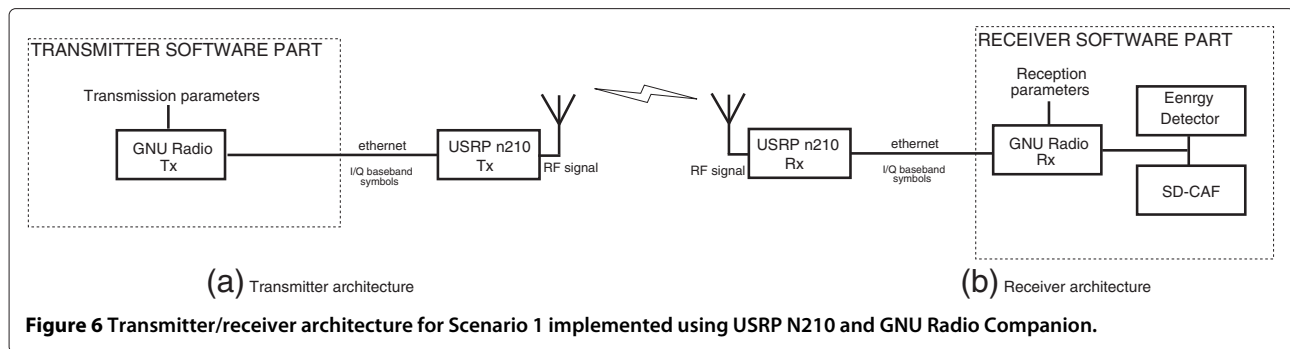 TRANSMITTER SOFTWARE PART
Transmission parameters
GNU Radio
Tx
ethernet
I/Q baseband
symbols
USRP n210
Tx
RF signal
(a) Transmitter architecture
RECEIVER SOFTWARE PART
RF signal
USRP n210
Rx
ethernet
I/Q baseband
symbols
Reception
parameters
GNU Radio
Rx
Eenrgy
Detector
SD-CAF
(b) Receiver architecture
Figure 6 Transmitter/receiver architecture for Scenario 1 implemented using USRP N210 and GNU Radio Companion.